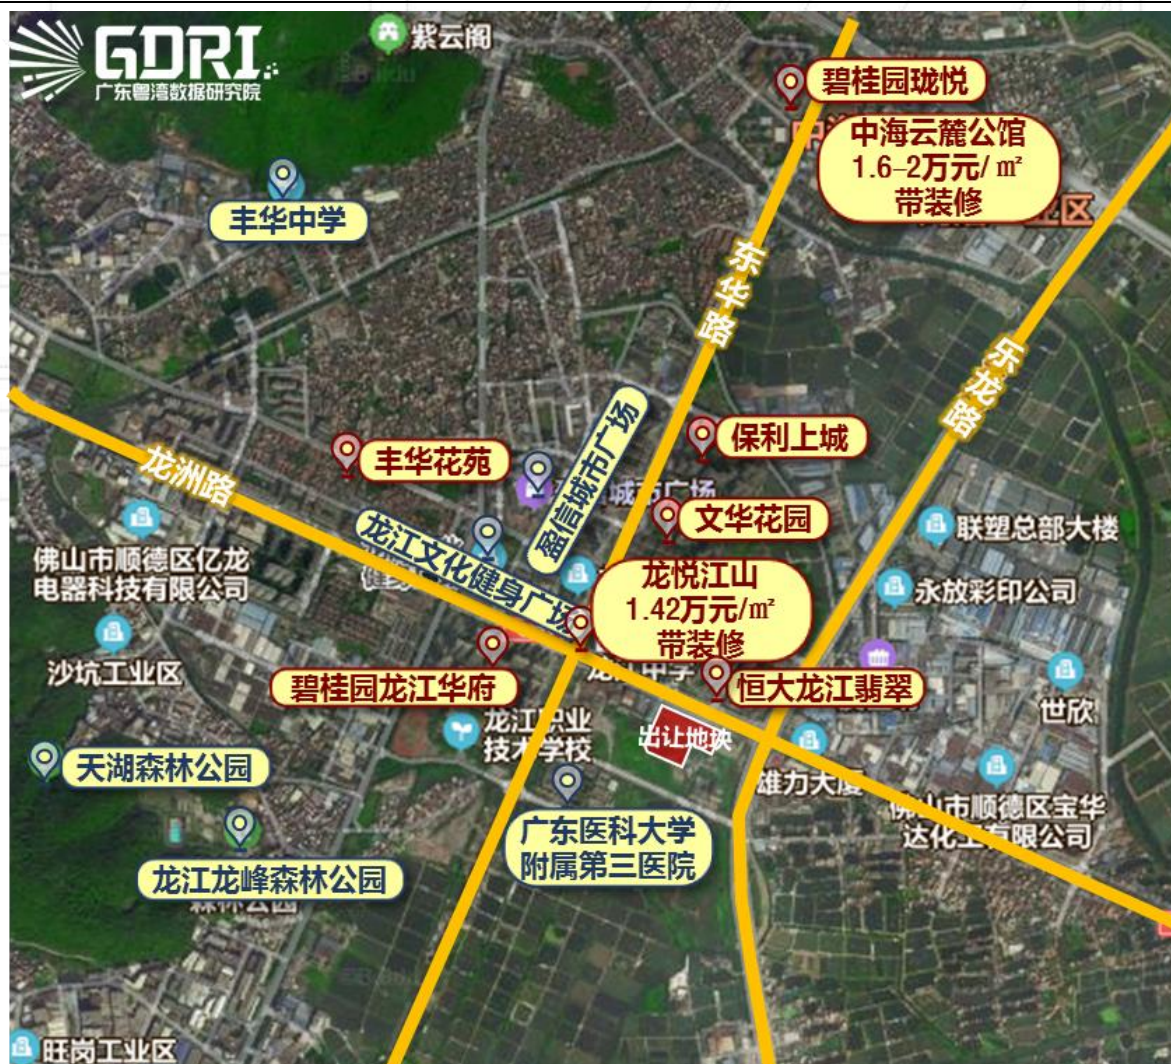 GDRI
广东粤湾数据研究院
紫云阁
碧桂园珑悦
中海云麓公馆
1.6-2万元/㎡
带装修
业区
丰华中学
东华路
乐龙路
龙洲路
丰华花苑
盈信城市广场
城市广场
保利上城
文华花园
龙江文化健身广场
联塑总部大楼
永放彩印公司
佛山市顺德区亿龙
电器科技有限公司
沙坑工业区
龙悦江山
1.42万元/㎡
带装修
碧桂园龙江华府
恒大龙江翡翠
世欣
出让地块
龙江职业
技术学校
天湖森林公园
雄力大厦
佛山市顺德区宝华
达化工有限公司
广东医科大学
附属第三医院
龙江龙峰森林公园
森林公园
旺岗工业区